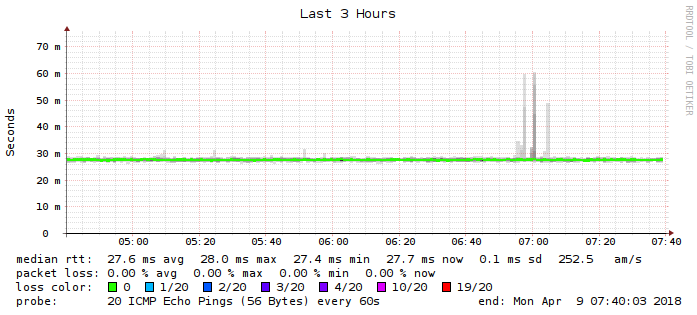 Last 3 Hours
RRDTOOL / TOBI OETIKER
Seconds
70 m
60 m
50 m
40 m
30 m
20 m
10 m
0
05:00 05:20 05:40 06:00 06:20 06:40 07:00 07:20 07:40
median rtt: 27.6 ms avg 28.0 ms max 27.4 ms min 27.7 ms now 0.1 ms sd 252.5 am/s
packet loss: 0.00 % avg 0.00 % max 0.00 % min 0.00 % now
loss color: 0 1/20 2/20 3/20 4/20 10/20 19/20
probe: 20 ICMP Echo Pings (56 Bytes) every 60s end: Mon Apr 9 07:40:03 2018